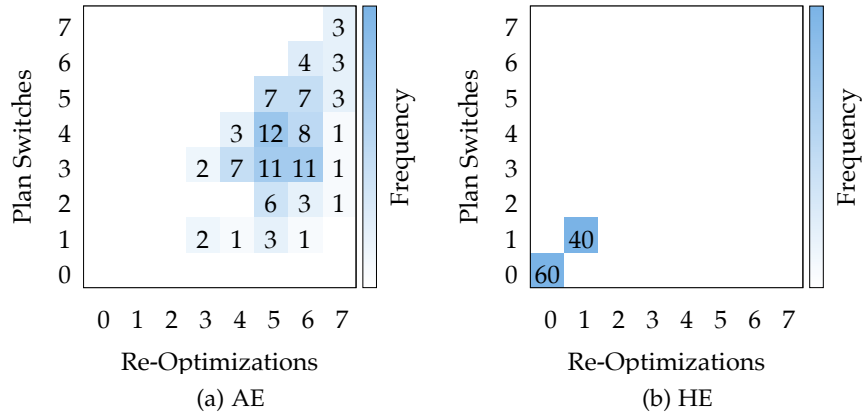 7 3
6 4 3
5 7 7 3
4 3 12 8 1
3 2 7 11 11 1
2 6 3 1
1 2 1 3 1
0
0 1 2 3 4 5 6 7
Plan Switches
Re-Optimizations
Frequency
(a) AE
7
6
5
4
3
2
1 40
0 60
0 1 2 3 4 5 6 7
Plan Switches
Re-Optimizations
Frequency
(b) HE